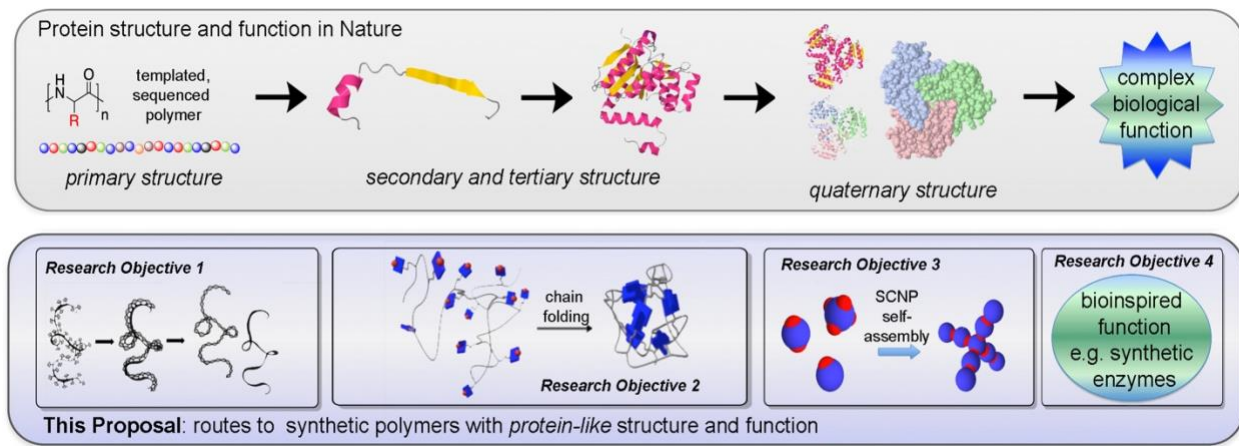 Protein structure and function in Nature
H
N
O
R
n
templated,
sequenced
polymer
primary structure
secondary and tertiary structure
quaternary structure
complex
biological
function
Research Objective 1
chain
folding
Research Objective 2
Research Objective 3
SCNP
self-
assembly
Research Objective 4
bioinspired
function
e.g. synthetic
enzymes
This Proposal: routes to synthetic polymers with protein-like structure and function